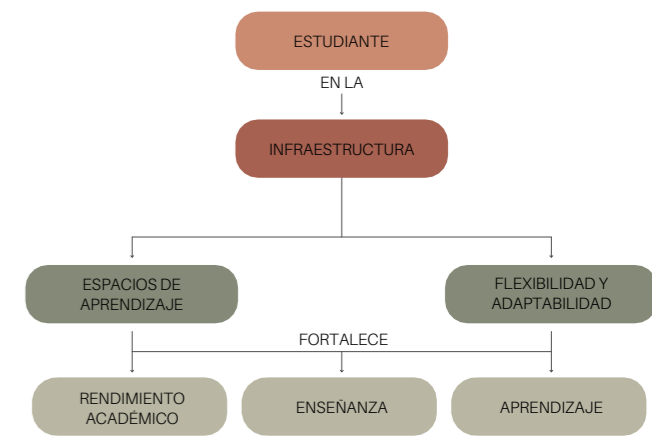 ESTUDIANTE
EN LA
INFRAESTRUCTURA
ESPACIOS DE
APRENDIZAJE
FLEXIBILIDAD Y
ADAPTABILIDAD
FORTALECE
RENDIMIENTO
ACADÉMICO
ENSEÑANZA
APRENDIZAJE